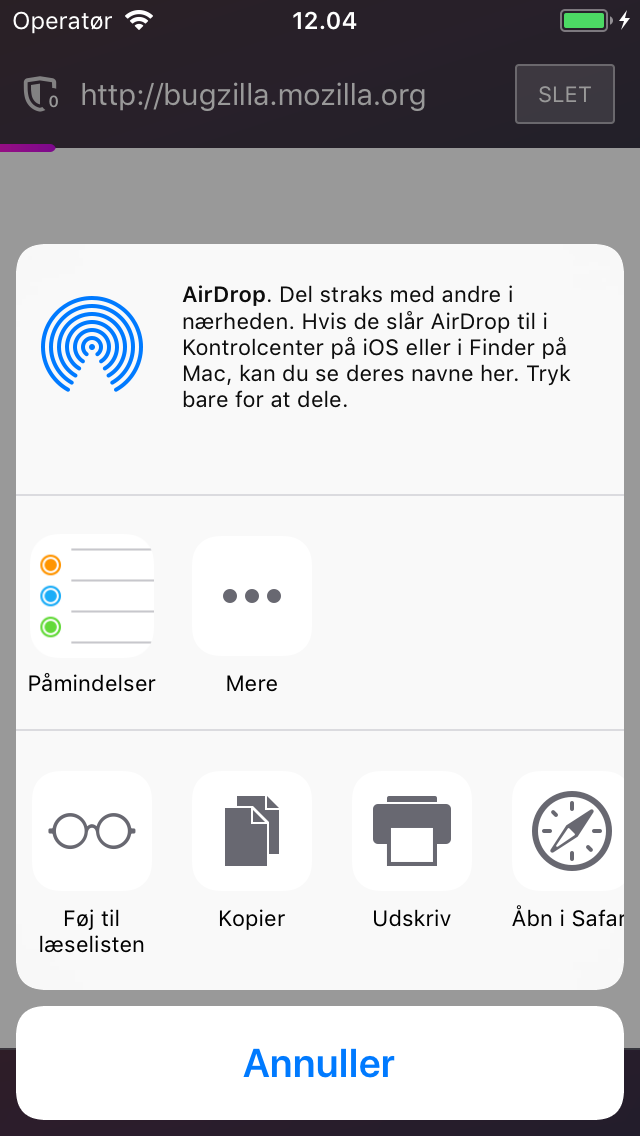 Operatør 12.04
0 http://bugzilla.mozilla.org SLET
AirDrop. Del straks med andre i
nærheden. Hvis de slår AirDrop til i
Kontrolcenter på iOS eller i Finder på
Mac, kan du se deres navne her. Tryk
bare for at dele.
Påmindelser Mere
Føj til Kopier Udskriv Åbn i Safar
læselisten
Annuller